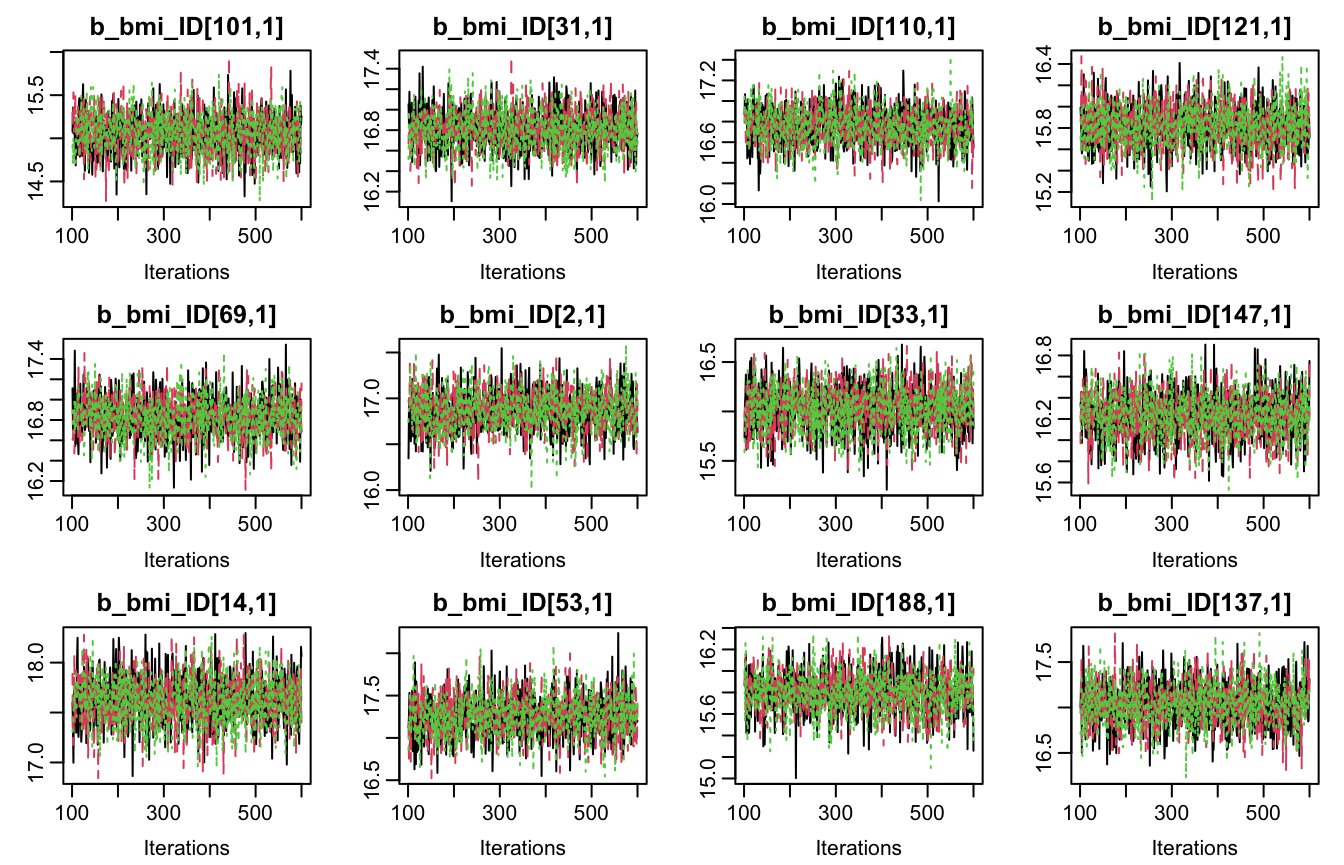 b_bmi_ID[101,1] b_bmi_ID[31,1] b_bmi_ID[110,1] b_bmi_ID[121,1]
14.5 15.5 16.2 16.8 17.4 16.0 16.6 17.2 15.2 15.8 16.4
100 300 500 100 300 500 100 300 500 100 300 500
Iterations Iterations Iterations Iterations
b_bmi_ID[69,1] b_bmi_ID[2,1] b_bmi_ID[33,1] b_bmi_ID[147,1]
16.2 16.8 17.4 16.0 17.0 15.5 16.5 15.6 16.2 16.8
100 300 500 100 300 500 100 300 500 100 300 500
Iterations Iterations Iterations Iterations
b_bmi_ID[14,1] b_bmi_ID[53,1] b_bmi_ID[188,1] b_bmi_ID[137,1]
17.0 18.0 16.5 17.5 15.0 15.6 16.2 16.5 17.5
100 300 500 100 300 500 100 300 500 100 300 500
Iterations Iterations Iterations Iterations